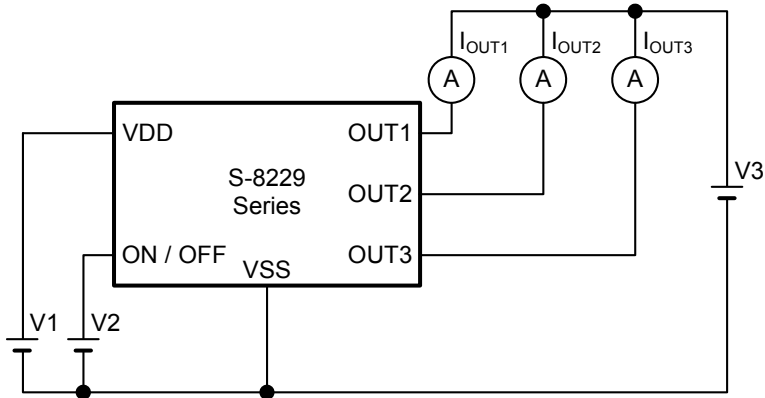 IOUT1
IOUT2
IOUT3
A
A
A
VDD
OUT1
S-8229
Series
OUT2
V3
ON / OFF
VSS
OUT3
V1
V2